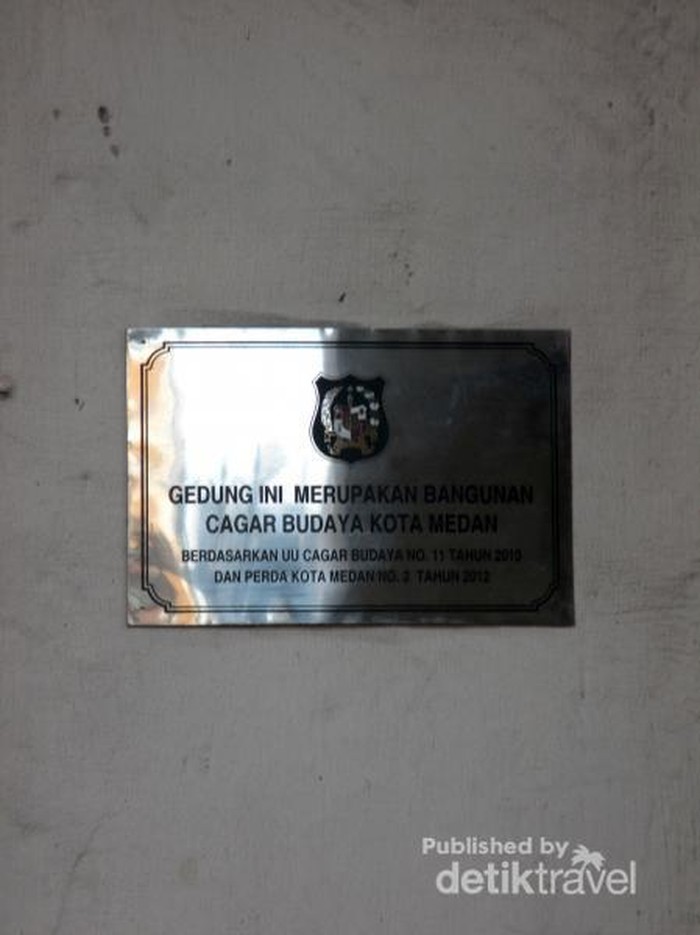 GEDUNG INI MERUPAKAN BANGUNAN
CAGAR BUDAYA KOTA MEDAN
BERDASARKAN UU CAGAR BUDAYA NO. 11 TAHUN 2010
DAN PERDA KOTA MEDAN NO. 2 TAHUN 2012
Published by
detiktravel